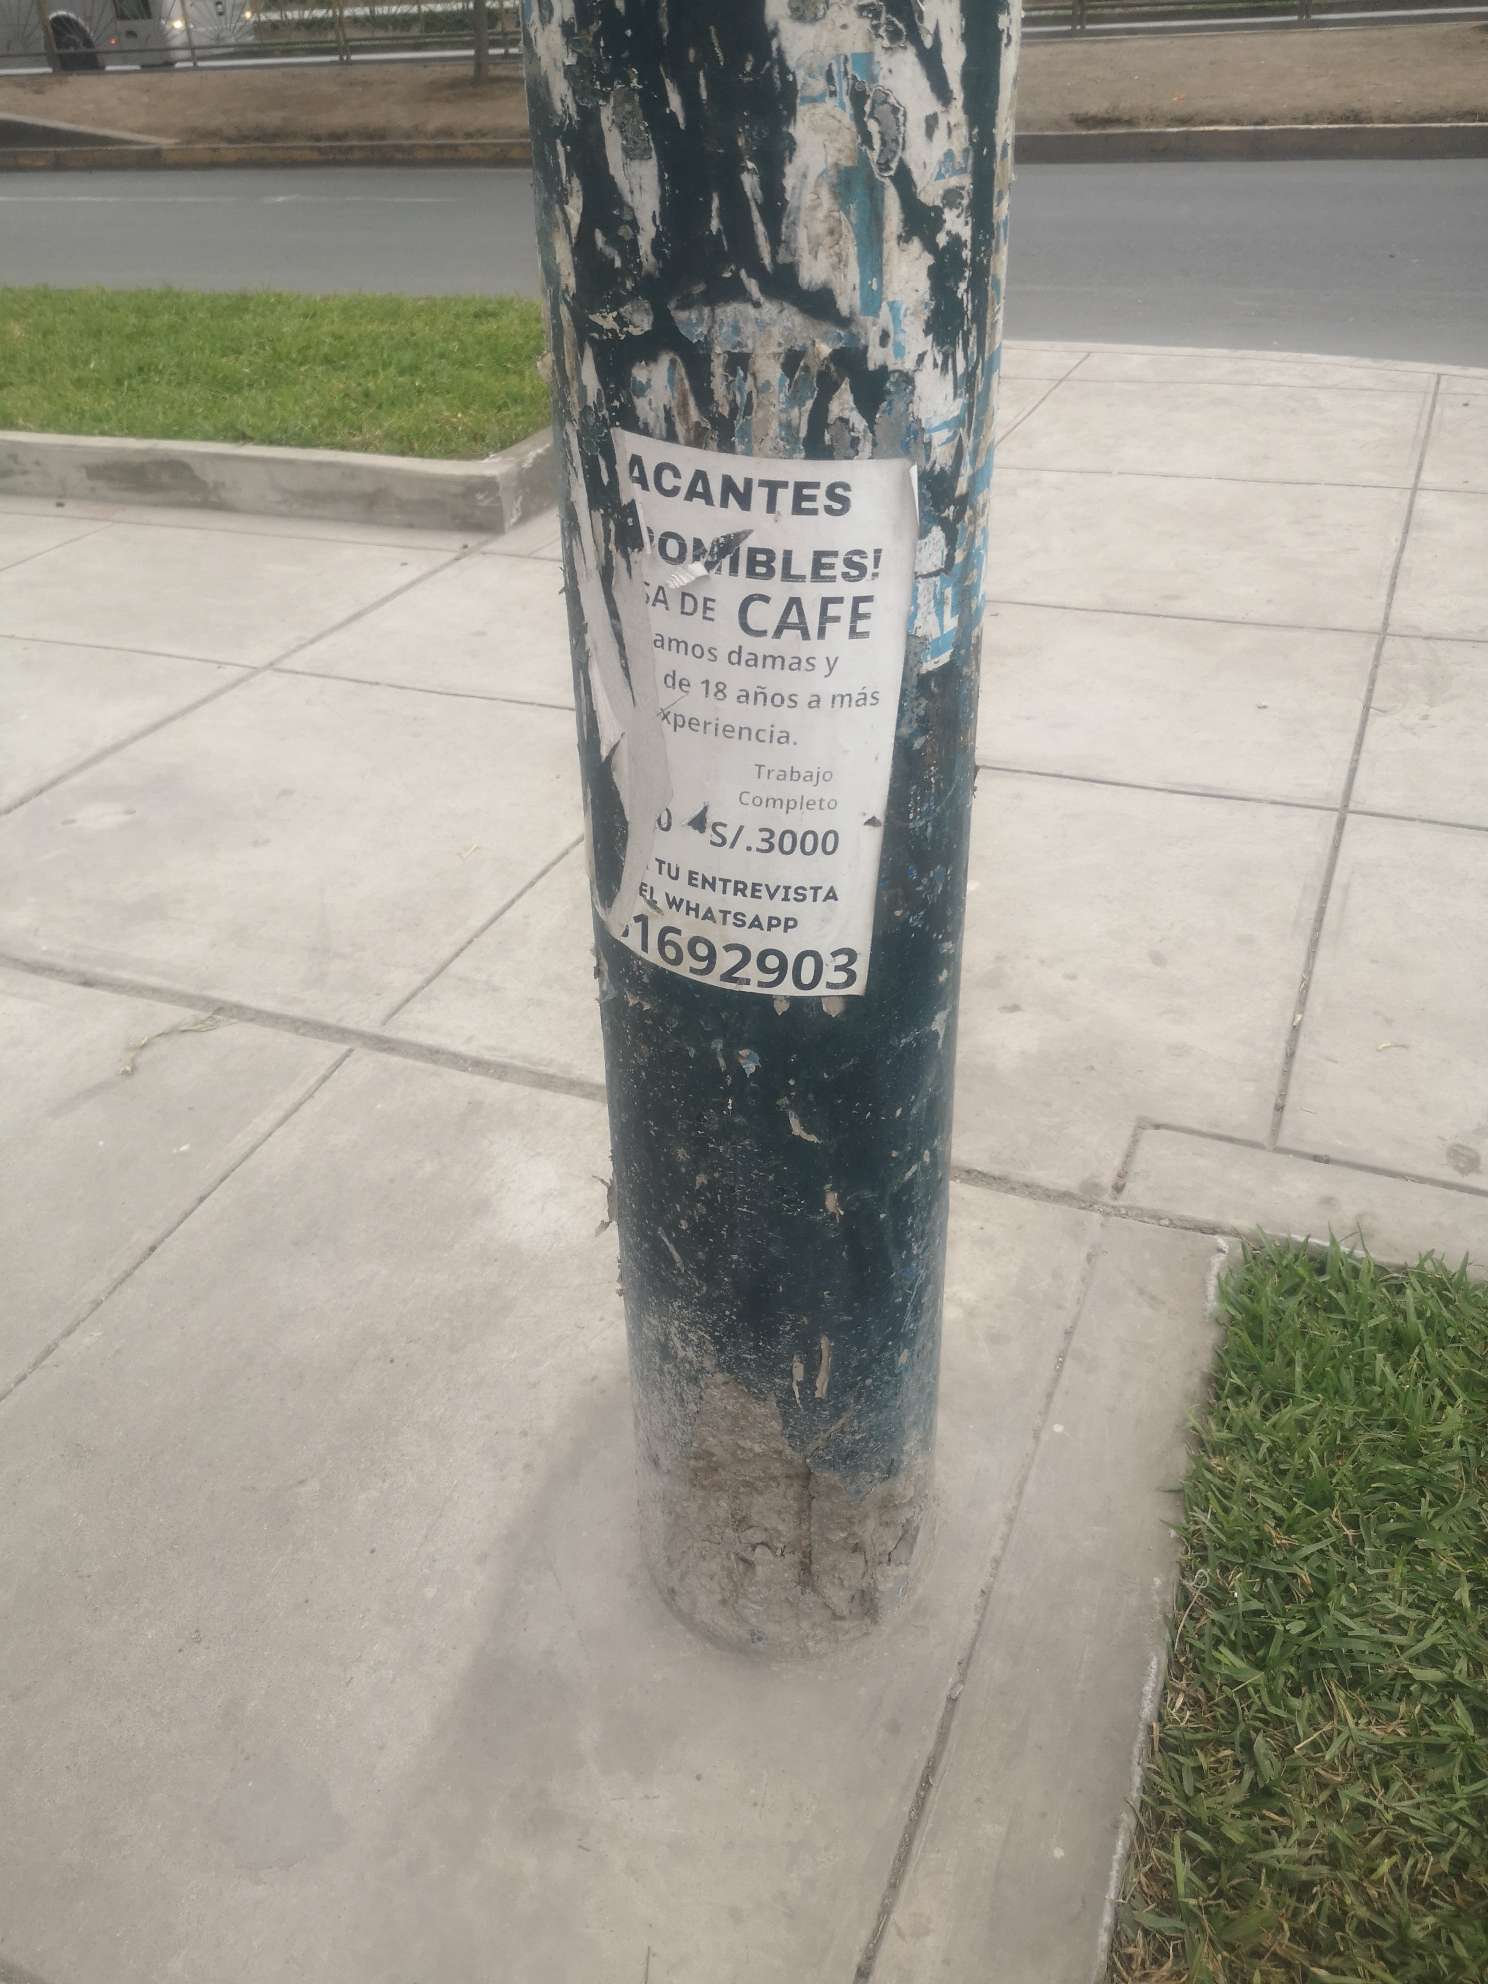 ACANTES
ONIBLES!
SA DE CAFE
amos damas y
de 18 años a más
xperiencia.
Trabajo
Completo
0 S/.3000
TU ENTREVISTA
EL WHATSAPP
1692903